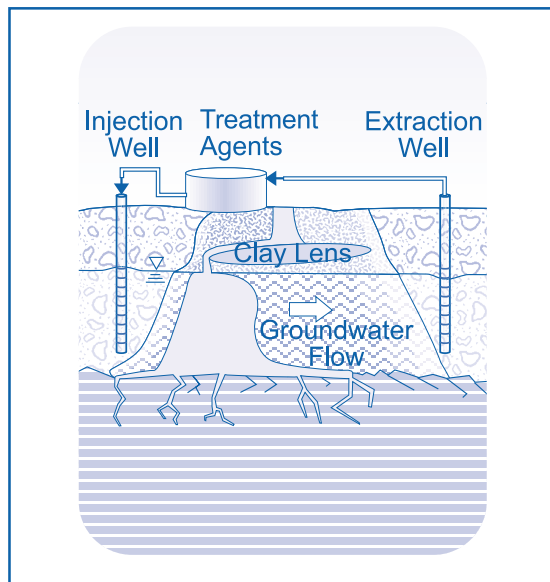 Injection
Well
Treatment
Agents
Extraction
Well
Clay Lens
Groundwater
Flow